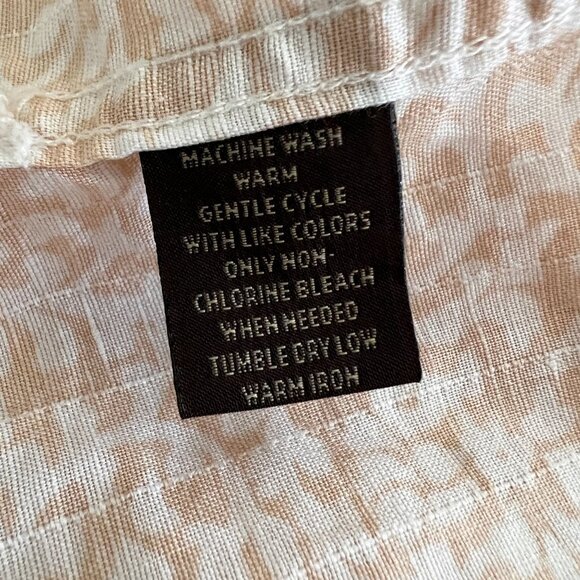 MACHINE WASH
WARM
GENTLE CYCLE
WITH LIKE COLORS
ONLY NON-
CHLORINE BLEACH
WHEN NEEDED
TUMBLE DRY LOW
WARM IRON